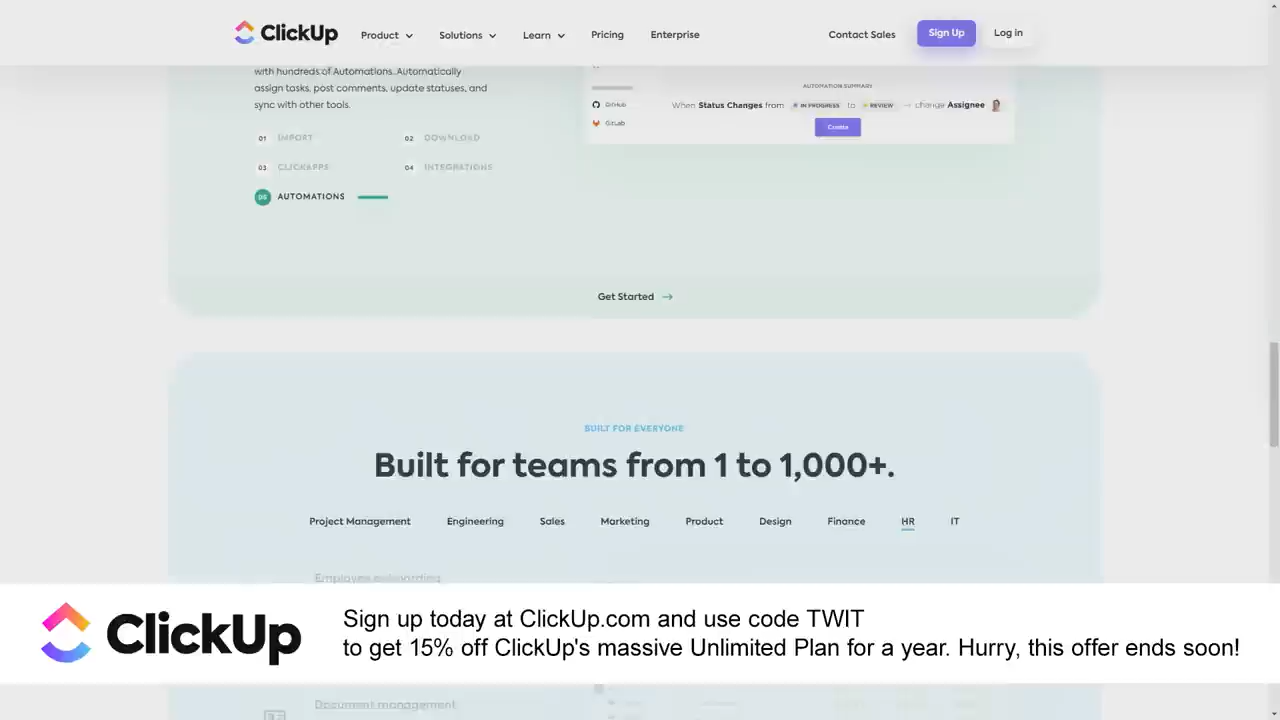 ClickUp
Product
Solutions
Learn
Pricing
Enterprise
Contact Sales
Sign Up
Log in
with hundreds of Automations. Automatically
assign tasks, post comments, update statuses, and
sync with other tools.
01 IMPORT
02 DOWNLOAD
03 CLICKAPPS
04 INTEGRATIONS
05 AUTOMATIONS
GitHub
GitLab
AUTOMATION SUMMARY
When Status Changes from IN PROGRESS to REVIEW → change Assignee
Create
Get Started →
BUILT FOR EVERYONE
Built for teams from 1 to 1,000+.
Project Management
Engineering
Sales
Marketing
Product
Design
Finance
HR
IT
Employee onboarding
ClickUp
Sign up today at ClickUp.com and use code TWIT
to get 15% off ClickUp's massive Unlimited Plan for a year. Hurry, this offer ends soon!
Document management